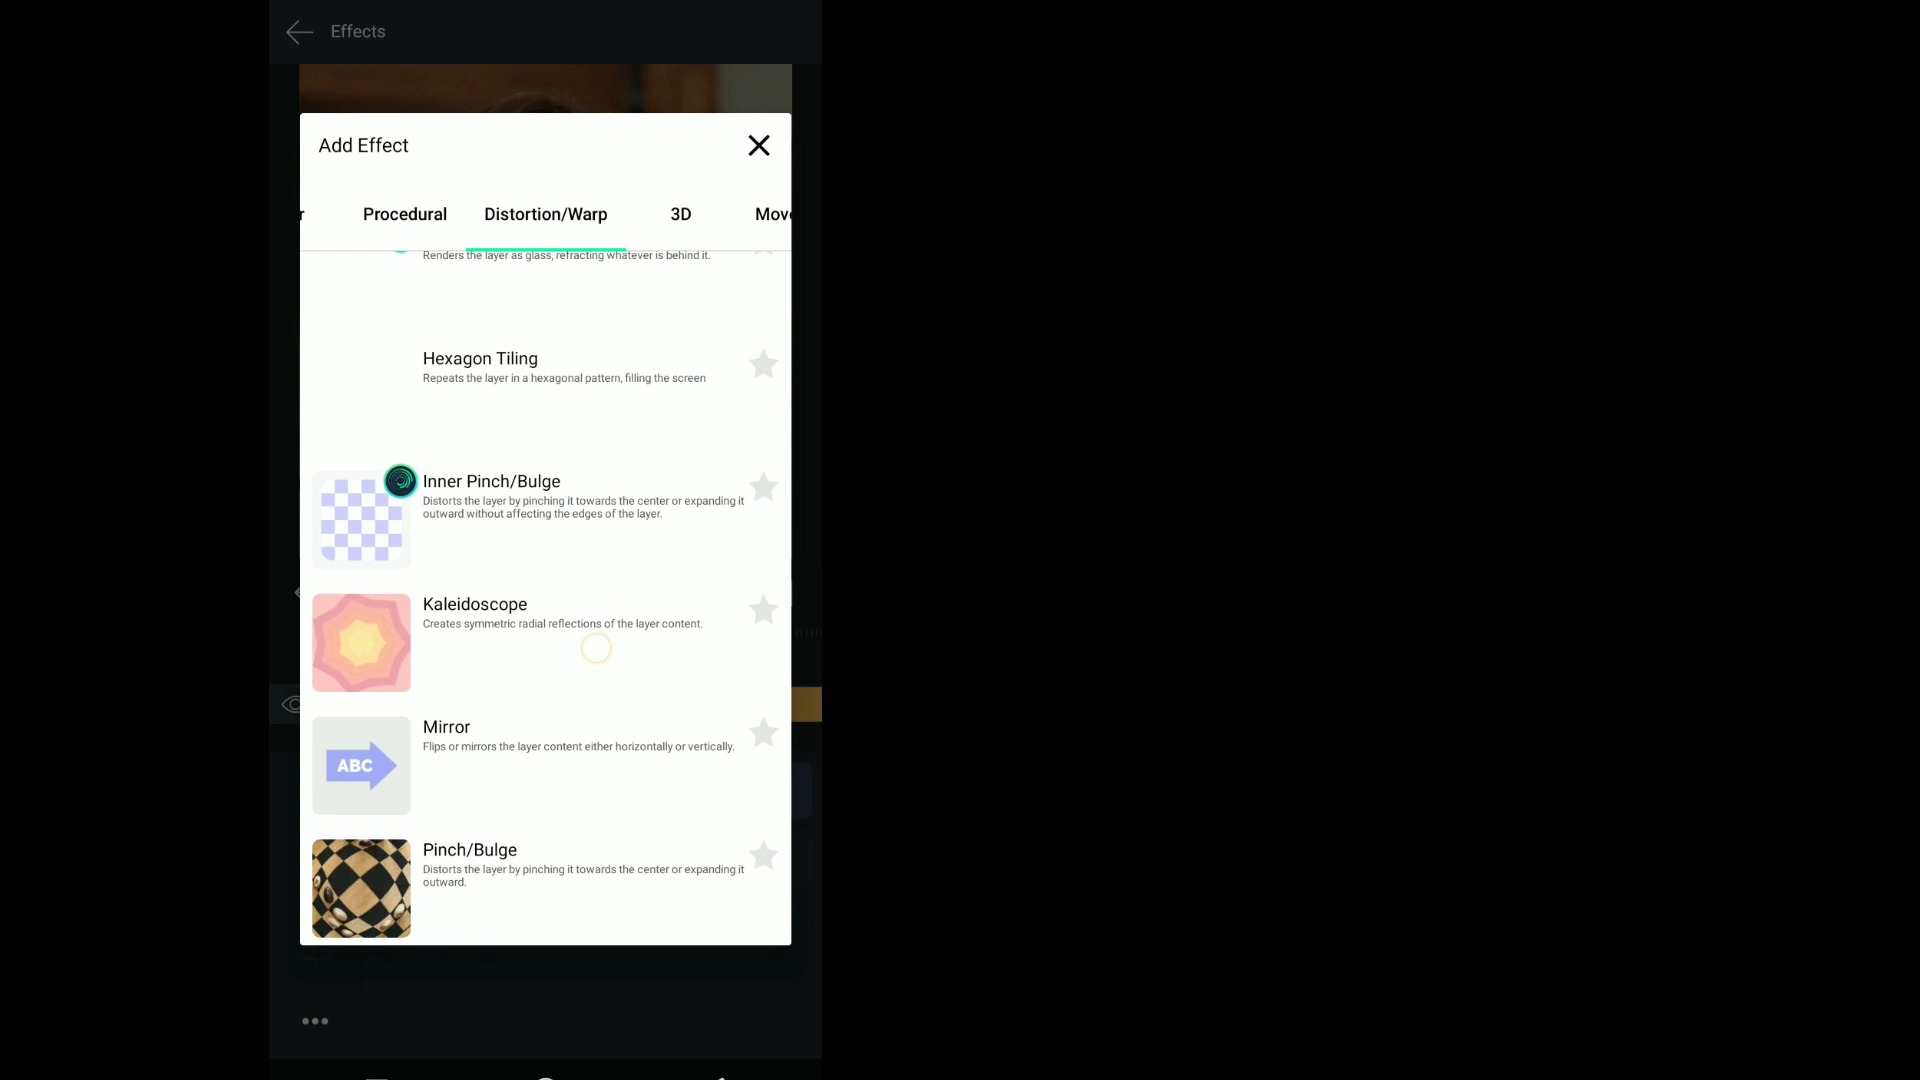 Effects
Add Effect
r
Procedural
Distortion/Warp
3D
Mov
Renders the layer as glass, refracting whatever is behind it.
Hexagon Tiling
Repeats the layer in a hexagonal pattern, filling the screen
Inner Pinch/Bulge
Distorts the layer by pinching it towards the center or expanding it
outward without affecting the edges of the layer.
Kaleidoscope
Creates symmetric radial reflections of the layer content.
Mirror
Flips or mirrors the layer content either horizontally or vertically.
ABC
Pinch/Bulge
Distorts the layer by pinching it towards the center or expanding it
outward.